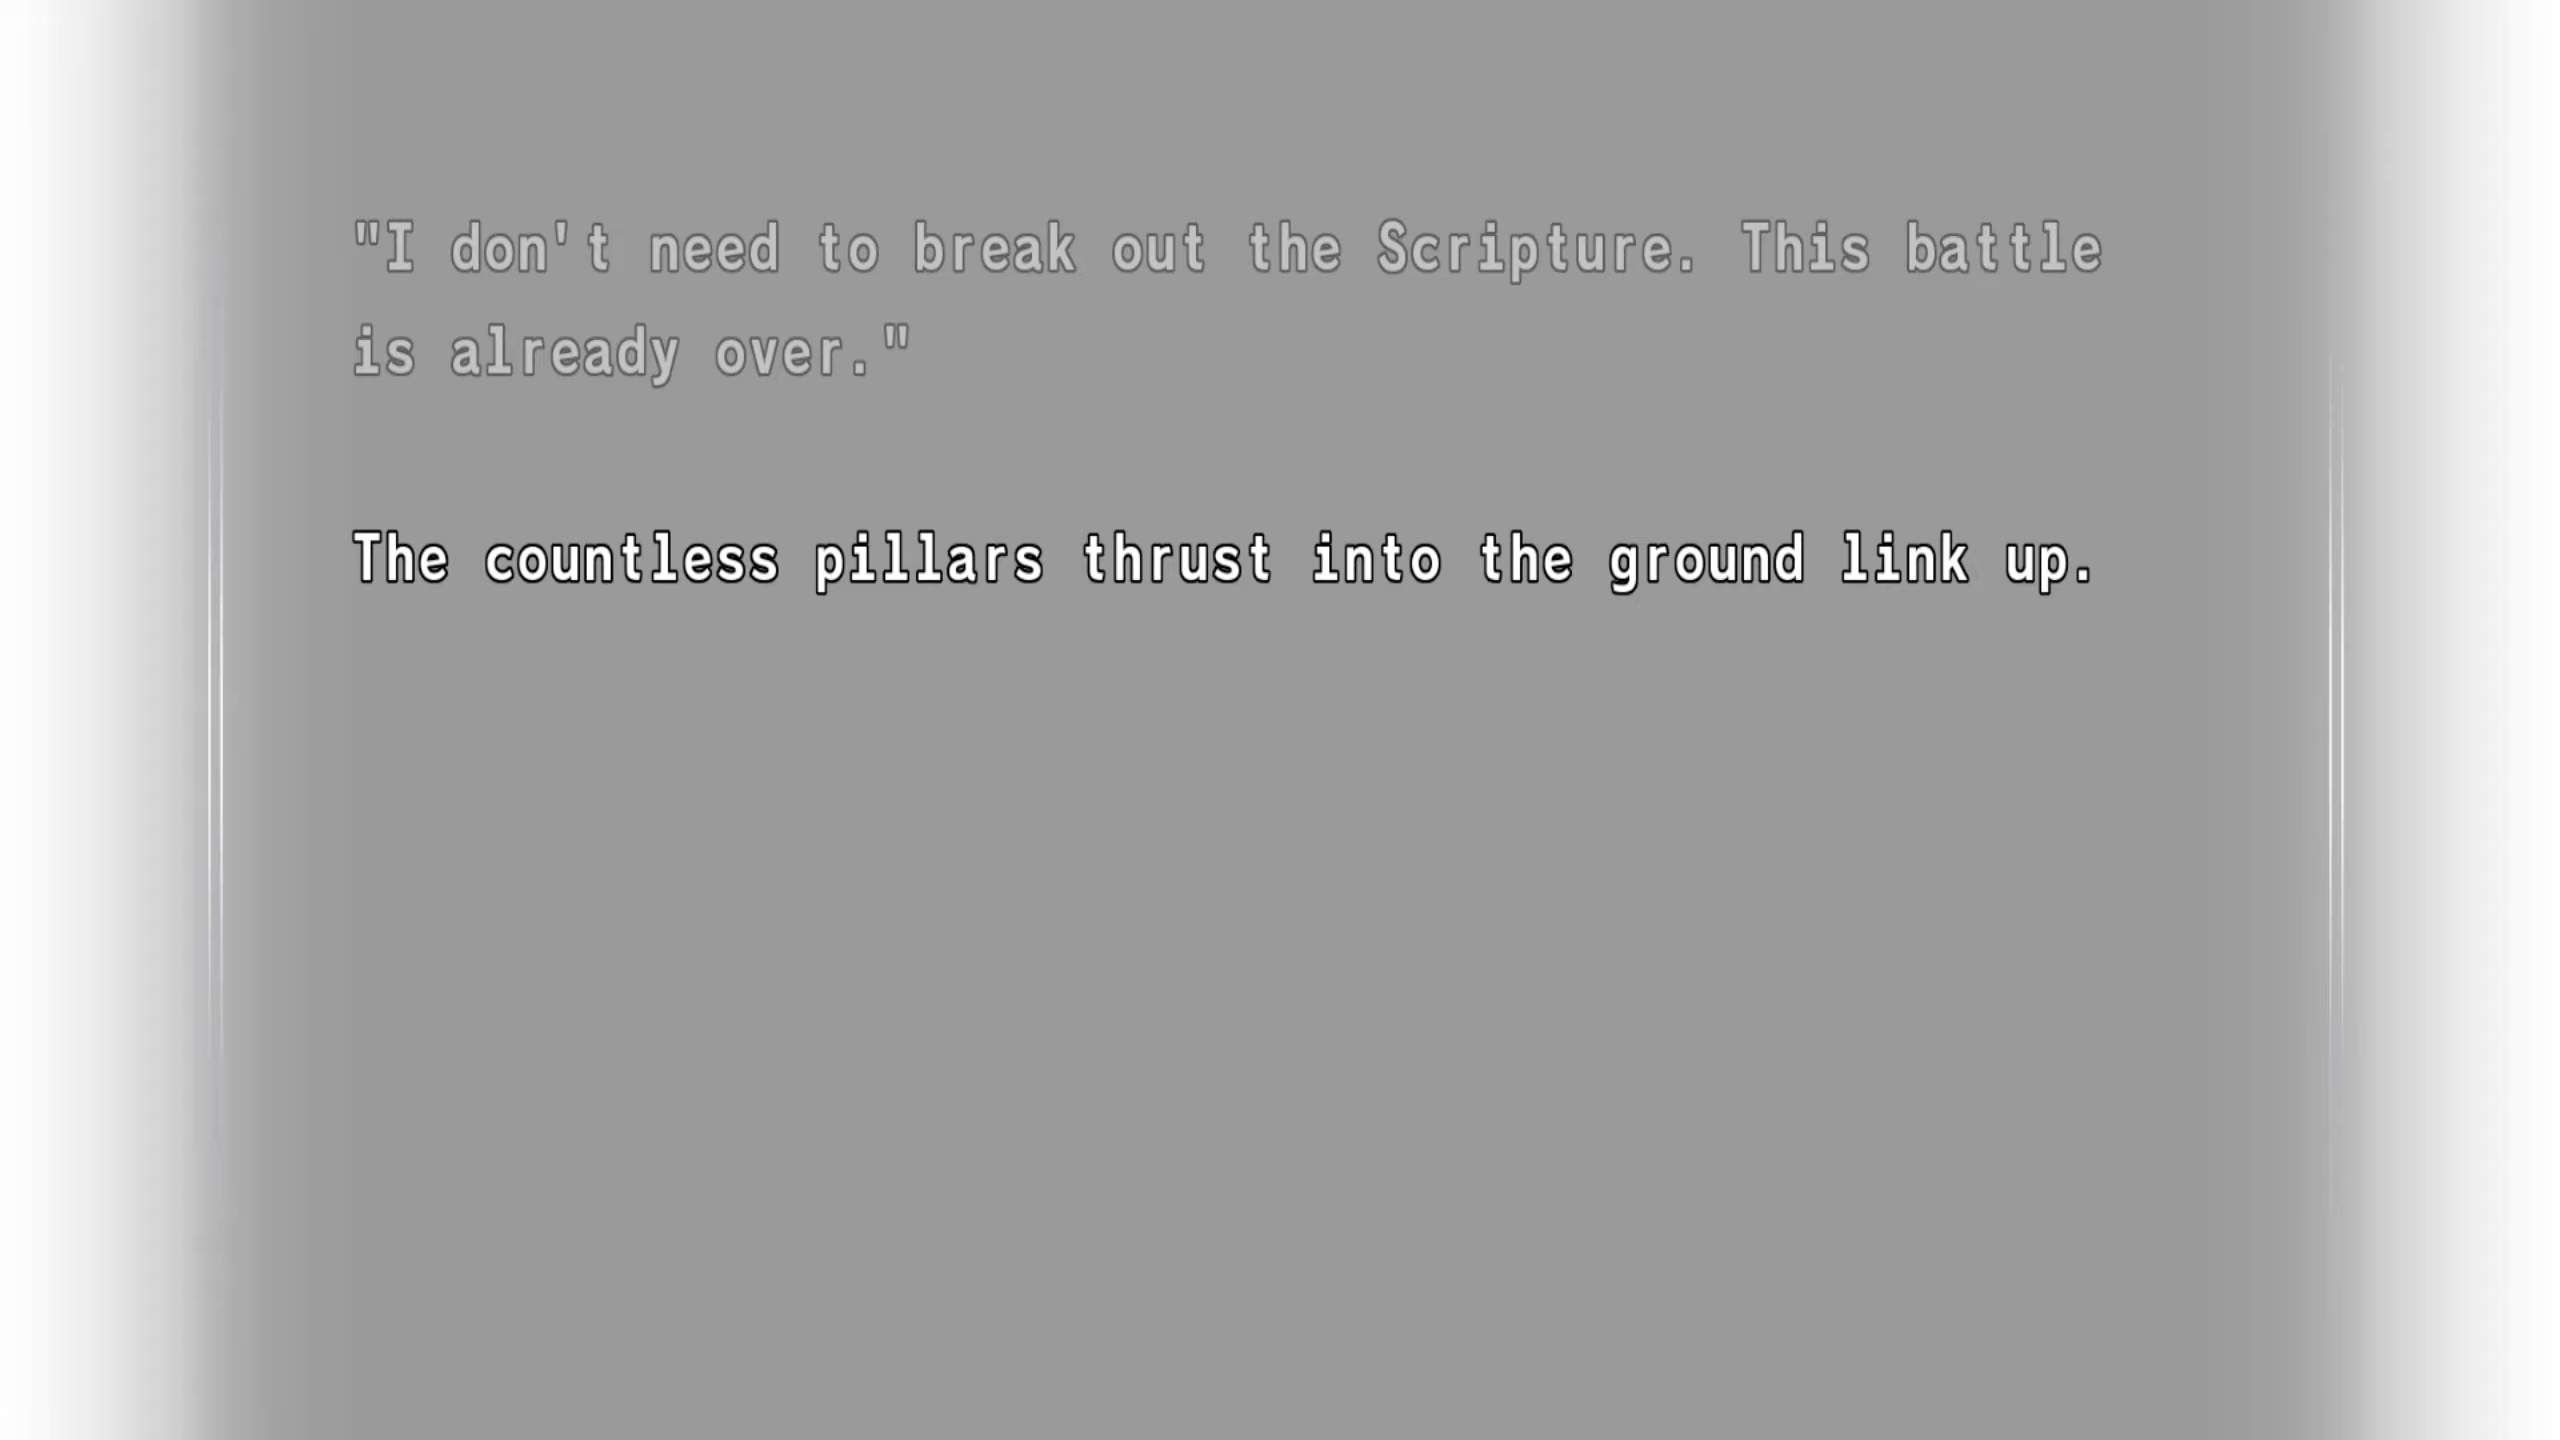 "I don't need to break out the Scripture. This battle
is already over."
The countless pillars thrust into the ground link up.